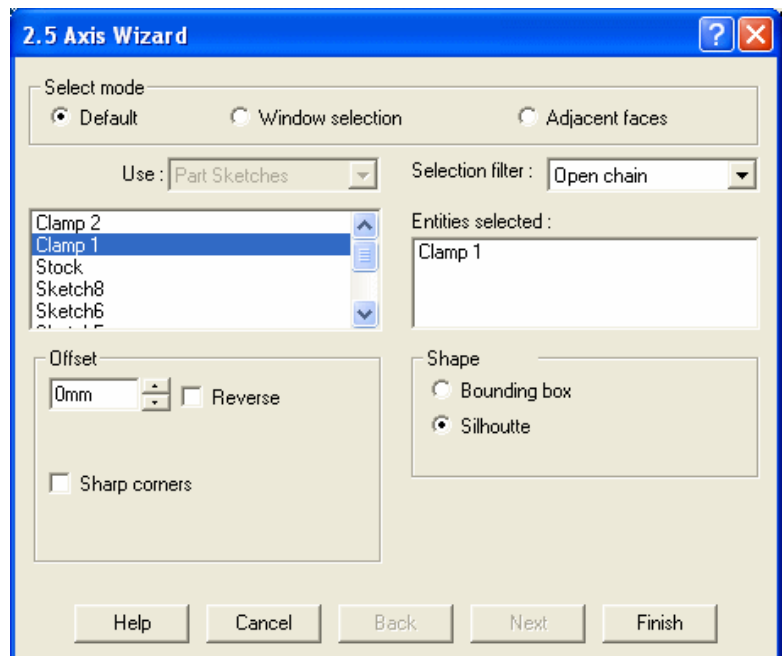 2.5 Axis Wizard
Select mode
Default
Window selection
Adjacent faces
Use : Part Sketches
Selection filter : Open chain
Clamp 2
Clamp 1
Stock
Sketch8
Sketch6
Entities selected :
Clamp 1
Offset
0mm
Reverse
Sharp corners
Shape
Bounding box
Silhoutte
Help
Cancel
Back
Next
Finish